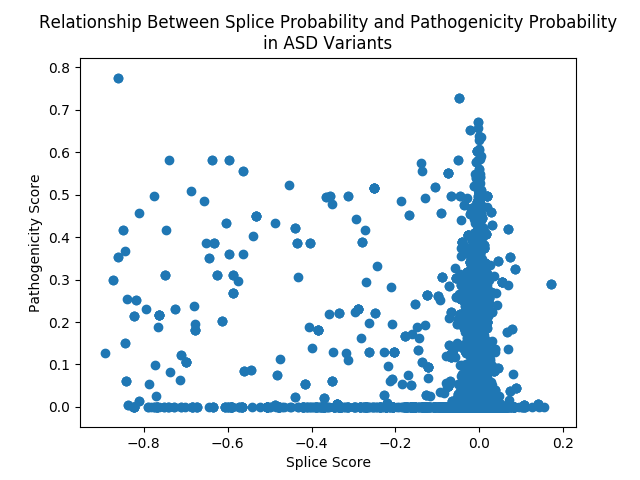 Relationship Between Splice Probability and Pathogenicity Probability
in ASD Variants
Pathogenicity Score
0.8
0.7
0.6
0.5
0.4
0.3
0.2
0.1
0.0
−0.8 −0.6 −0.4 −0.2 0.0 0.2
Splice Score